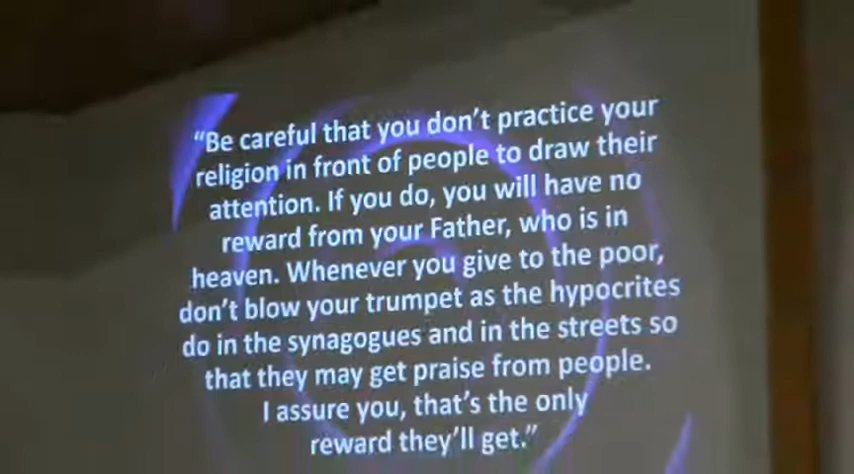 “Be careful that you don’t practice your
religion in front of people to draw their
attention. If you do, you will have no
reward from your Father, who is in
heaven. Whenever you give to the poor,
don’t blow your trumpet as the hypocrites
do in the synagogues and in the streets so
that they may get praise from people.
I assure you, that’s the only
reward they’ll get.”